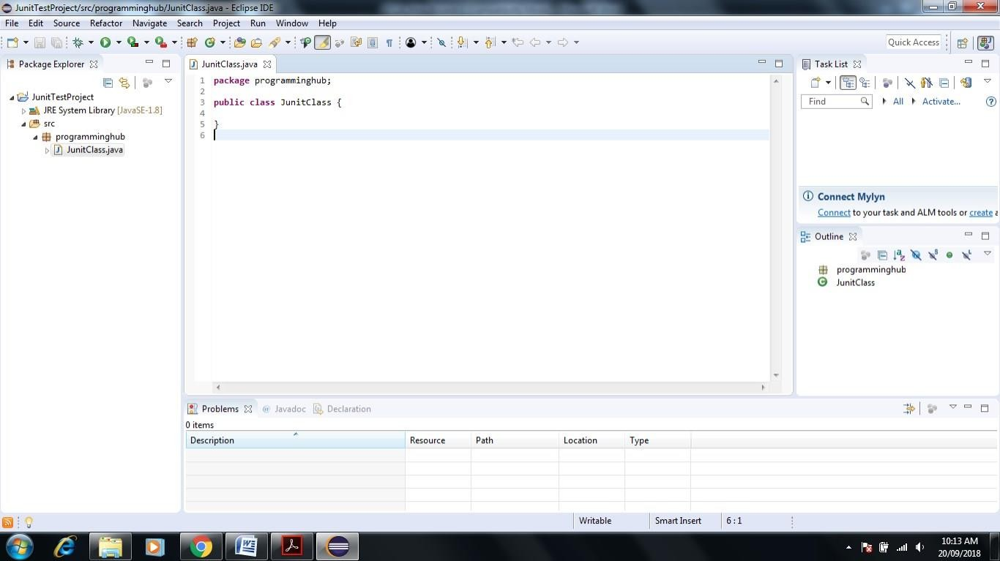 JunitTestProject/src/programminghub/JunitClass.java - Eclipse IDE
File Edit Source Refactor Navigate Search Project Run Window Help
Quick Access
Package Explorer
JunitTestProject
JRE System Library [JavaSE-1.8]
src
programminghub
JunitClass.java
JunitClass.java
1 package programminghub;
2
3 public class JunitClass {
4
5 }
6
Task List
Find All Activate...
Connect Mylyn
Connect to your task and ALM tools or create a
Outline
programminghub
JunitClass
Problems Javadoc Declaration
0 items
Description Resource Path Location Type
Writable Smart Insert 6 : 1
10:13 AM
20/09/2018